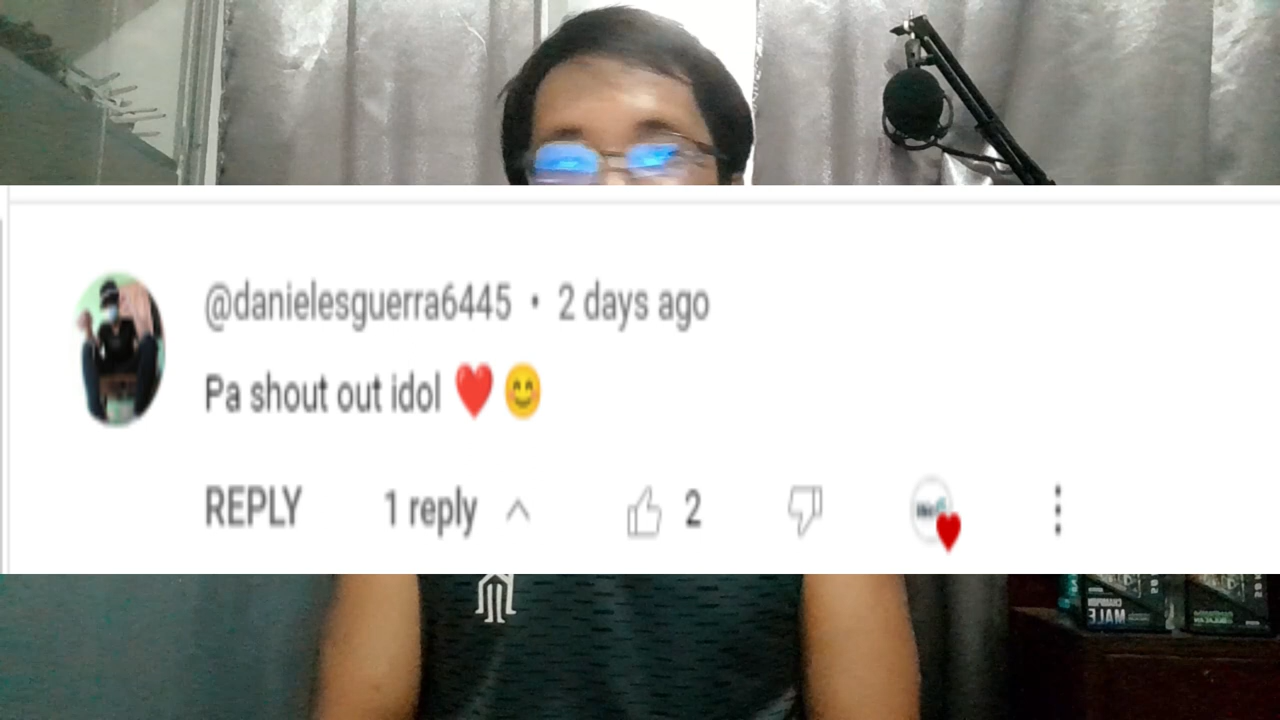 @danielesguerra6445 • 2 days ago
Pa shout out idol ❤️😊
REPLY 1 reply 2